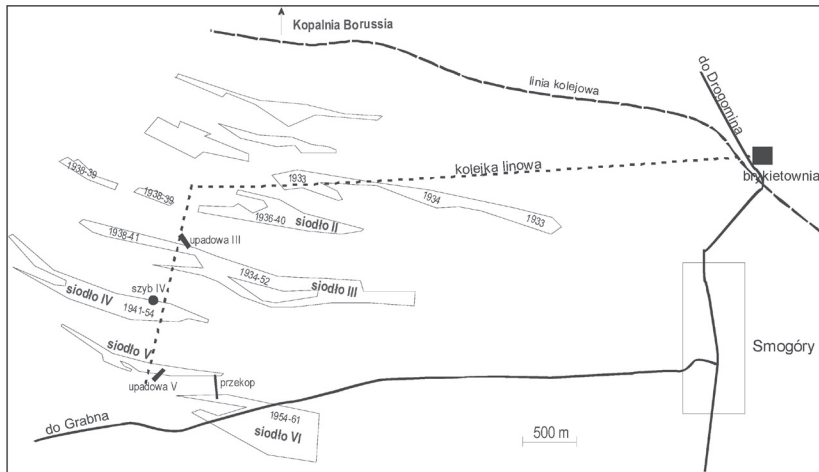 Kopalnia Borussia
linia kolejowa
do Drogomina
brykietownia
kolejka linowa
1938-39
1938-39
1933
1934
1933
1936-40
siodło II
1938-41
upadowa III
1934-52
siodło III
szyb IV
siodło IV
1941-54
siodło V
upadowa V
przekop
Smogóry
do Grabna
1954-61
siodło VI
500 m